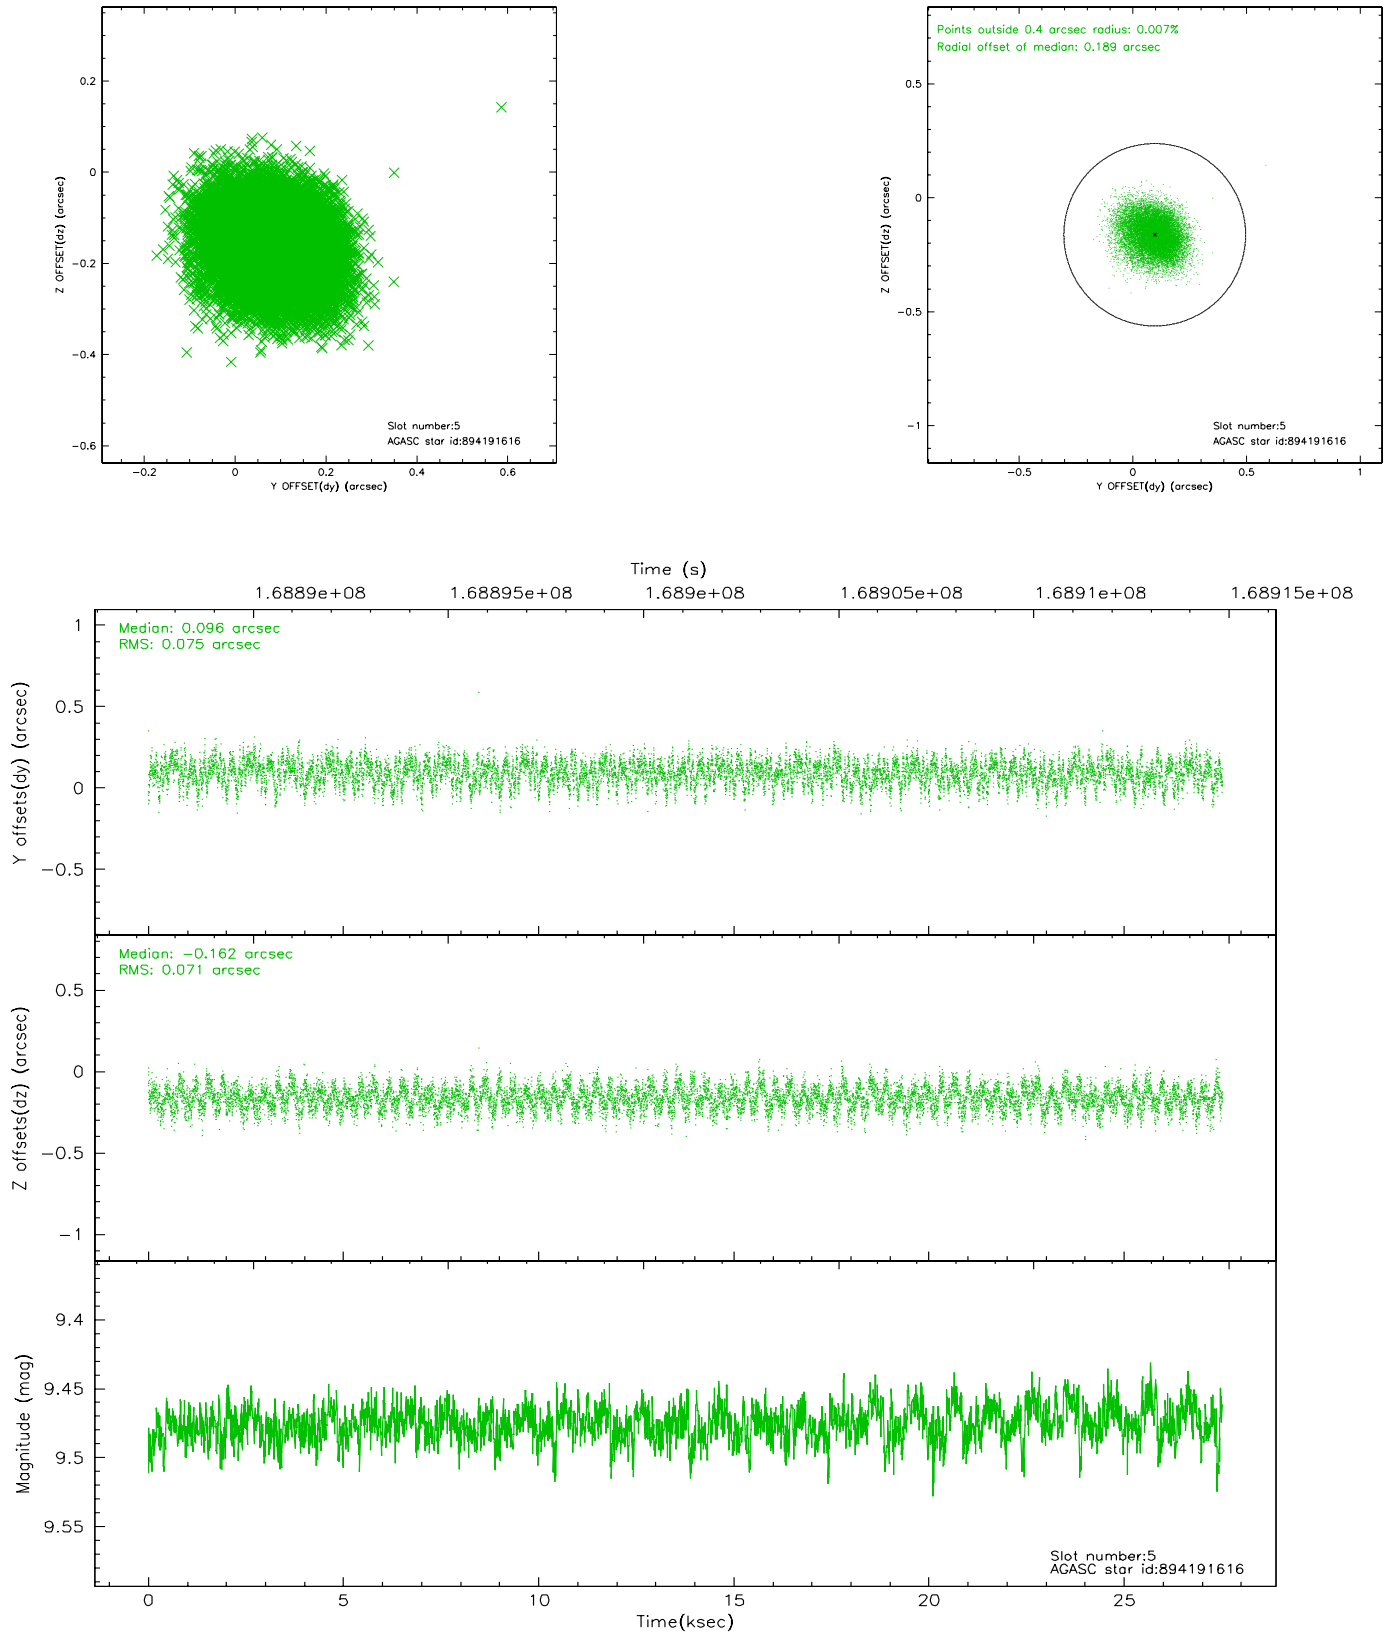 0.2
0
−0.2
−0.4
−0.6
Z OFFSET(dz) (arcsec)
−0.2
0
0.2
0.4
0.6
Y OFFSET(dy) (arcsec)
Slot number:5
AGASC star id:894191616
Points outside 0.4 arcsec radius: 0.007%
Radial offset of median: 0.189 arcsec
0.5
0
−0.5
−1
Z OFFSET(dz) (arcsec)
−0.5
0
0.5
1
Y OFFSET(dy) (arcsec)
Slot number:5
AGASC star id:894191616
Time (s)
1.6889e+08
1.68895e+08
1.689e+08
1.68905e+08
1.6891e+08
1.68915e+08
Median: 0.096 arcsec
RMS: 0.075 arcsec
1
0.5
0
−0.5
Y offsets(dy) (arcsec)
Median: −0.162 arcsec
RMS: 0.071 arcsec
0.5
0
−0.5
−1
Z offsets(dz) (arcsec)
9.4
9.45
9.5
9.55
Magnitude (mag)
Slot number:5
AGASC star id:894191616
0
5
10
15
20
25
Time(ksec)